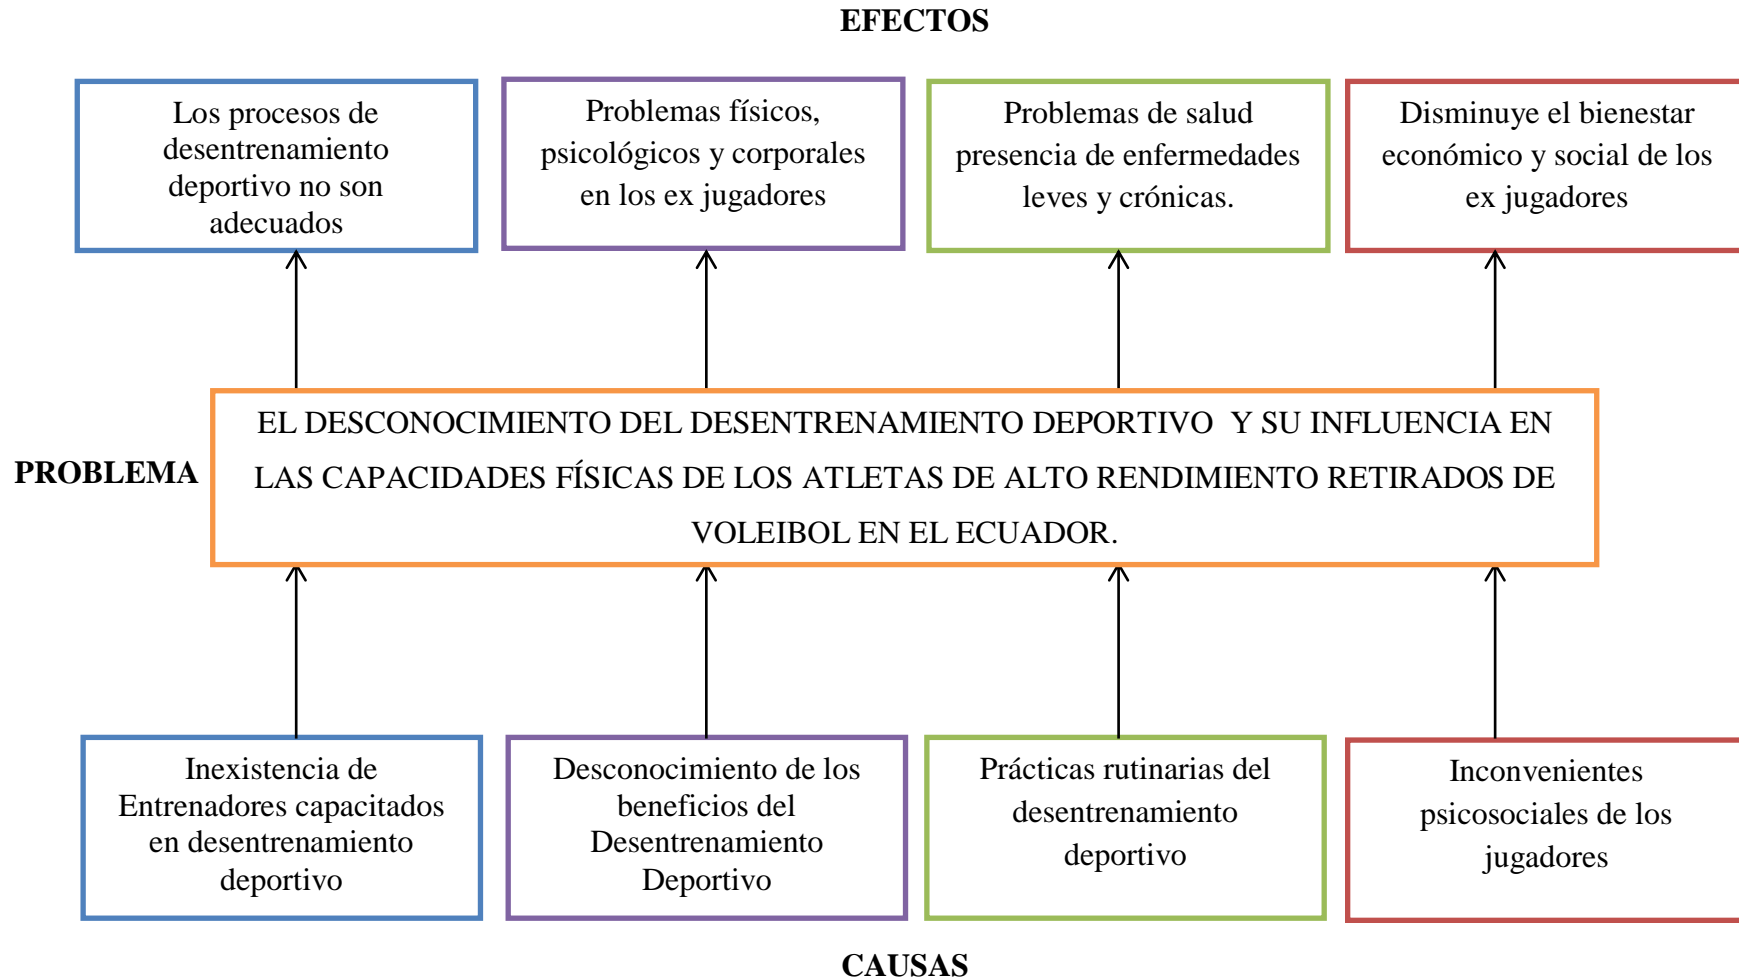 EFECTOS
Los procesos de
desentrenamiento
deportivo no son
adecuados
Problemas físicos,
psicológicos y corporales
en los ex jugadores
Problemas de salud
presencia de enfermedades
leves y crónicas.
Disminuye el bienestar
económico y social de los
ex jugadores
PROBLEMA
EL DESCONOCIMIENTO DEL DESENTRENAMIENTO DEPORTIVO Y SU INFLUENCIA EN
LAS CAPACIDADES FÍSICAS DE LOS ATLETAS DE ALTO RENDIMIENTO RETIRADOS DE
VOLEIBOL EN EL ECUADOR.
Inexistencia de
Entrenadores capacitados
en desentrenamiento
deportivo
Desconocimiento de los
beneficios del
Desentrenamiento
Deportivo
Prácticas rutinarias del
desentrenamiento
deportivo
Inconvenientes
psicosociales de los
jugadores
CAUSAS